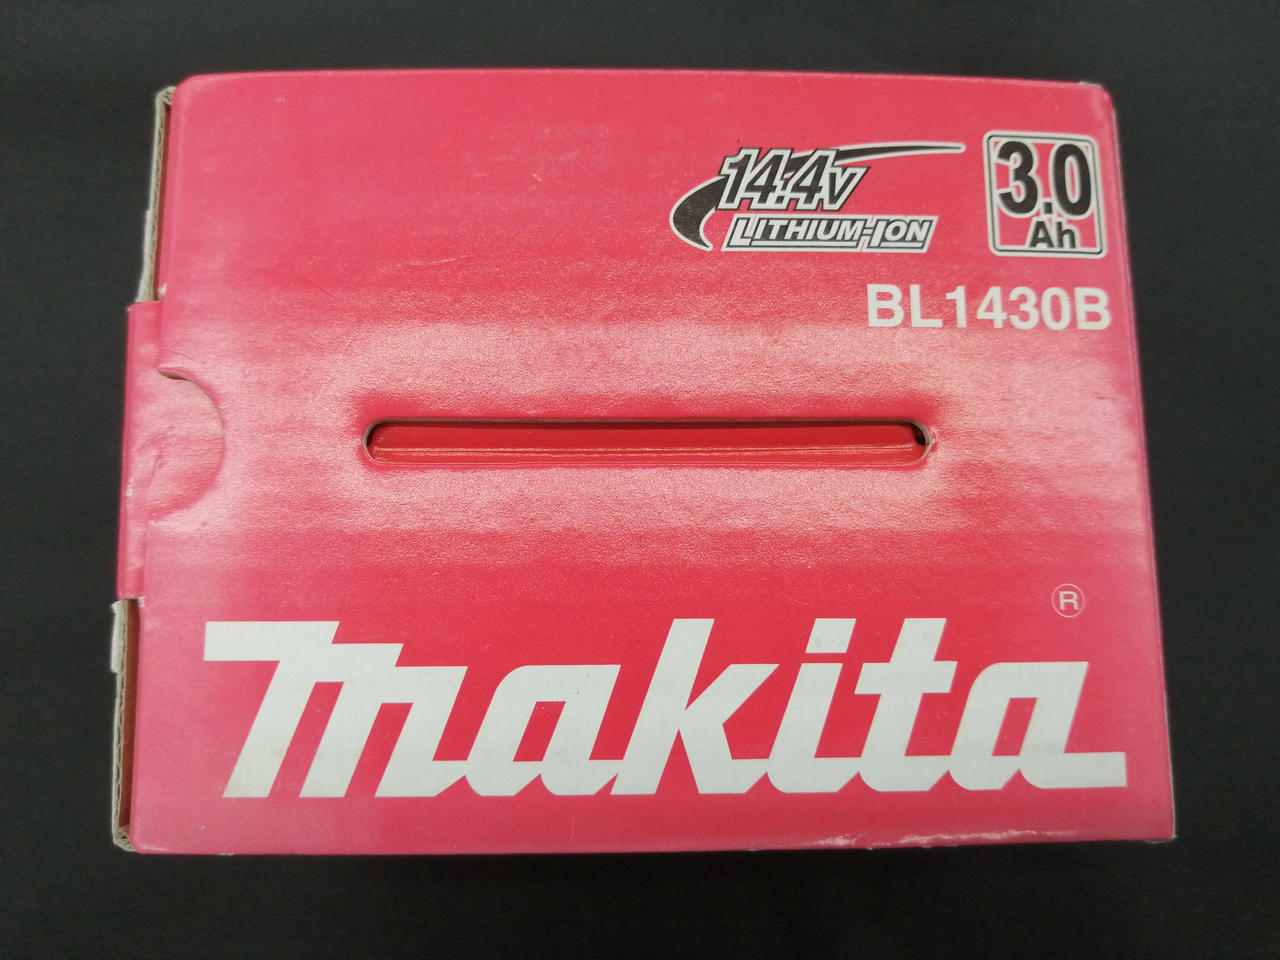 14.4V
LITHIUM-ION
3.0
Ah
BL1430B
makita®